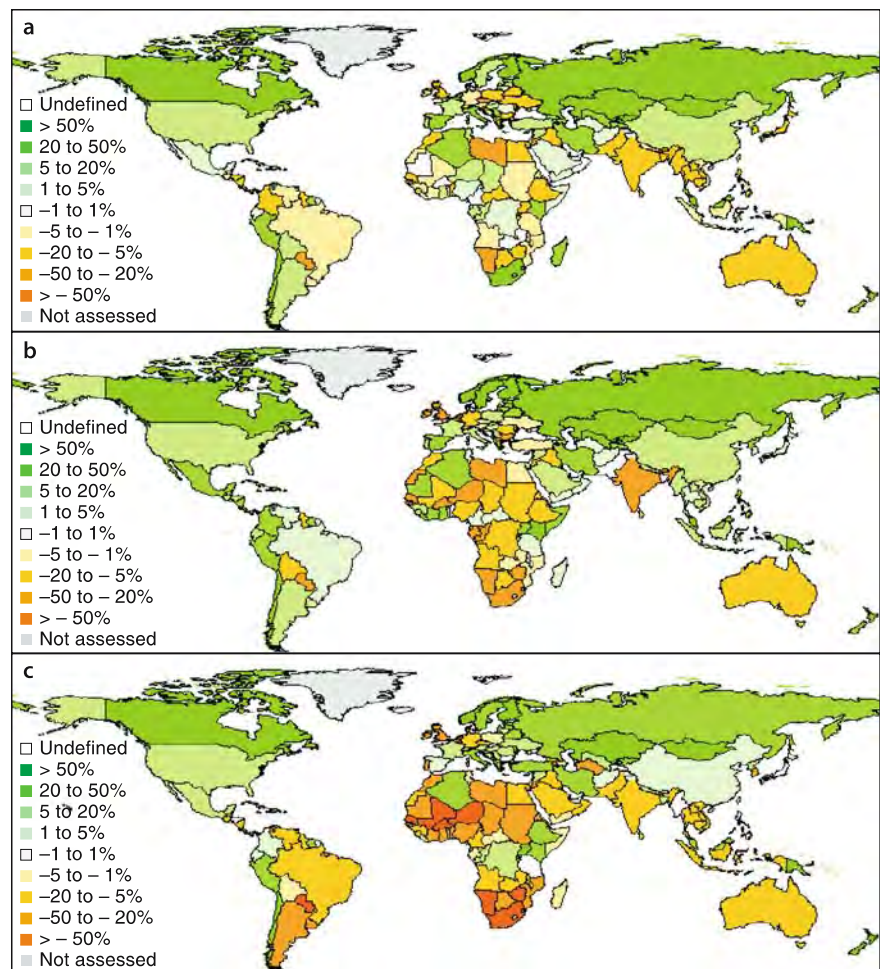 a
Undefined
> 50%
20 to 50%
5 to 20%
1 to 5%
–1 to 1%
–5 to – 1%
–20 to – 5%
–50 to – 20%
> – 50%
Not assessed
b
Undefined
> 50%
20 to 50%
5 to 20%
1 to 5%
–1 to 1%
–5 to – 1%
–20 to – 5%
–50 to – 20%
> – 50%
Not assessed
c
Undefined
> 50%
20 to 50%
5 to 20%
1 to 5%
–1 to 1%
–5 to – 1%
–20 to – 5%
–50 to – 20%
> – 50%
Not assessed